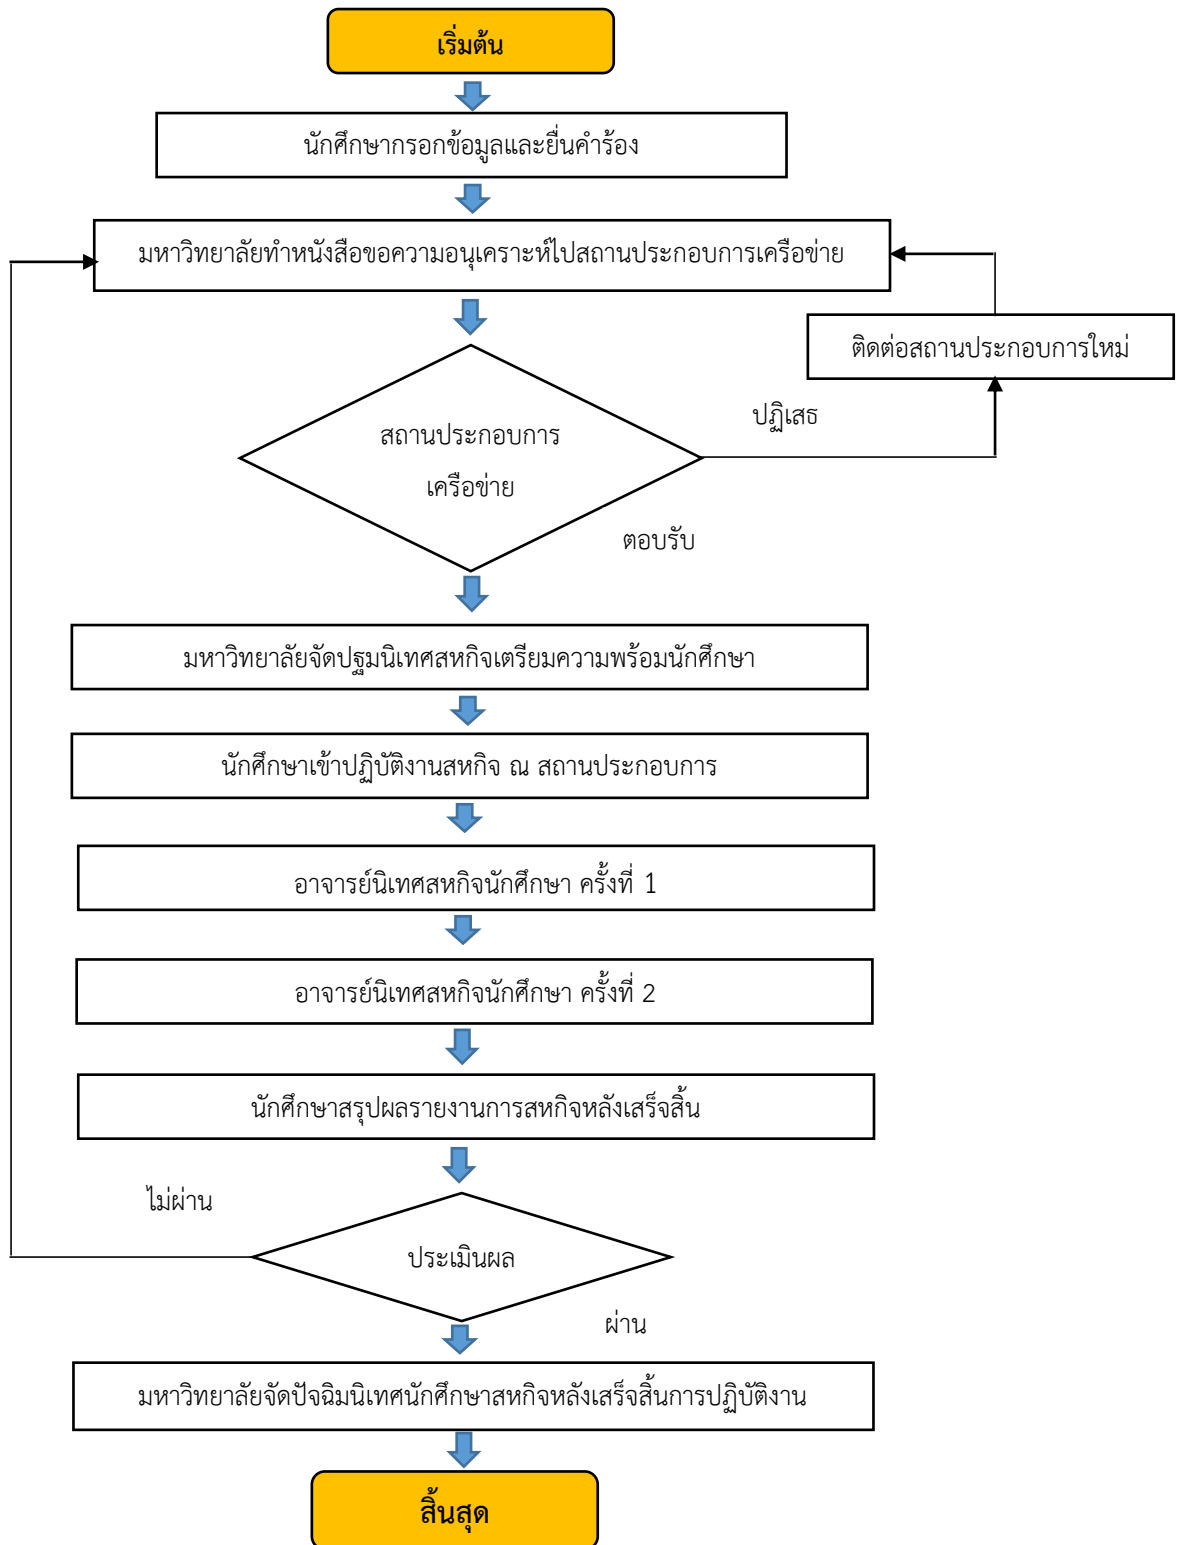 เริ่มต้น
นักศึกษากรอกข้อมูลและยื่นคำร้อง
มหาวิทยาลัยทำหนังสือขอความอนุเคราะห์ไปสถานประกอบการเครือข่าย
ติดต่อสถานประกอบการใหม่
ปฏิเสธ
สถานประกอบการ
เครือข่าย
ตอบรับ
มหาวิทยาลัยจัดปฐมนิเทศสหกิจเตรียมความพร้อมนักศึกษา
นักศึกษาเข้าปฏิบัติงานสหกิจ ณ สถานประกอบการ
อาจารย์นิเทศสหกิจนักศึกษา ครั้งที่ 1
อาจารย์นิเทศสหกิจนักศึกษา ครั้งที่ 2
นักศึกษาสรุปผลรายงานการสหกิจหลังเสร็จสิ้น
ไม่ผ่าน
ประเมินผล
ผ่าน
มหาวิทยาลัยจัดปัจฉิมนิเทศนักศึกษาสหกิจหลังเสร็จสิ้นการปฏิบัติงาน
สิ้นสุด